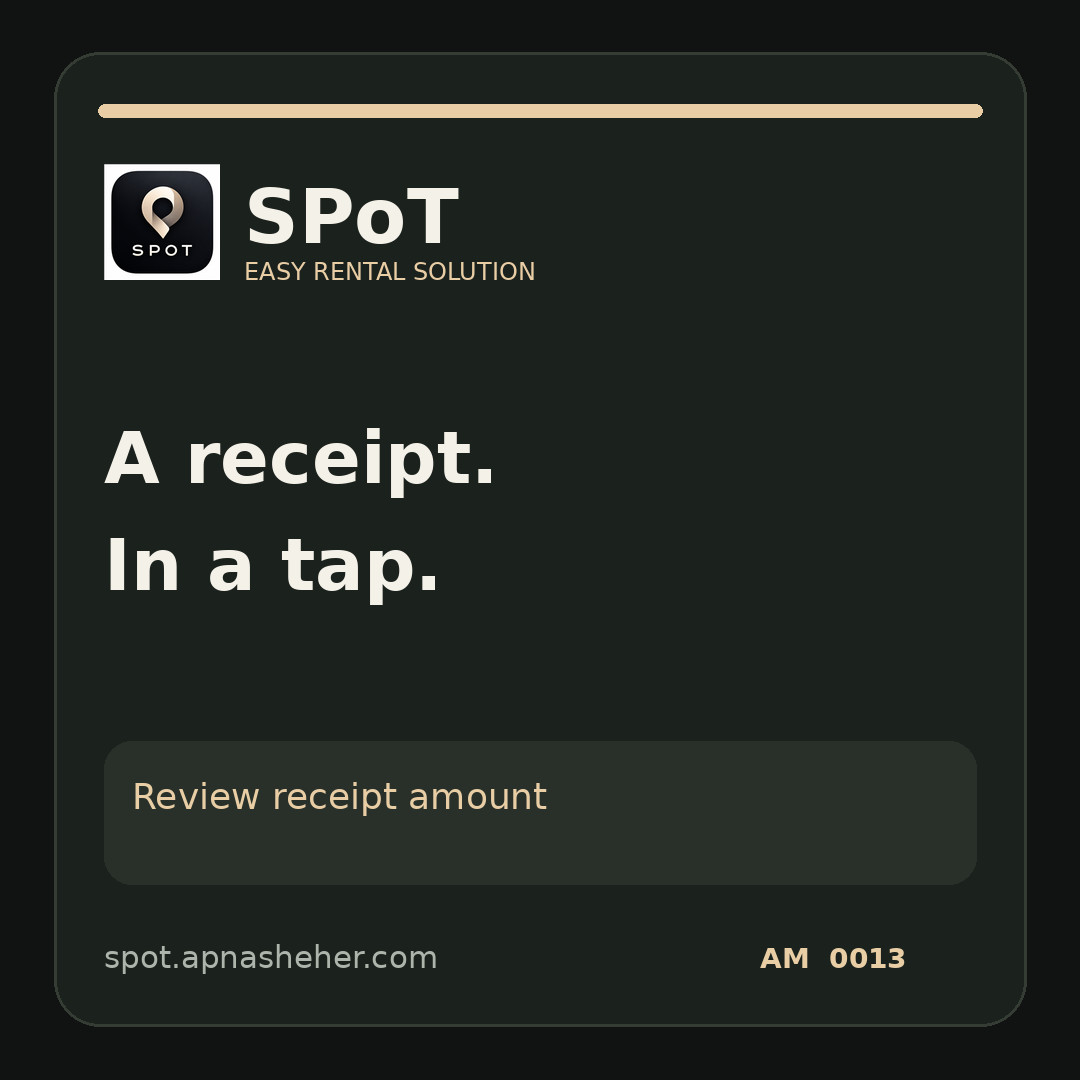 SPOT
SPoT
EASY RENTAL SOLUTION
A receipt.
In a tap.
Review receipt amount
spot.apnasheher.com
AM 0013